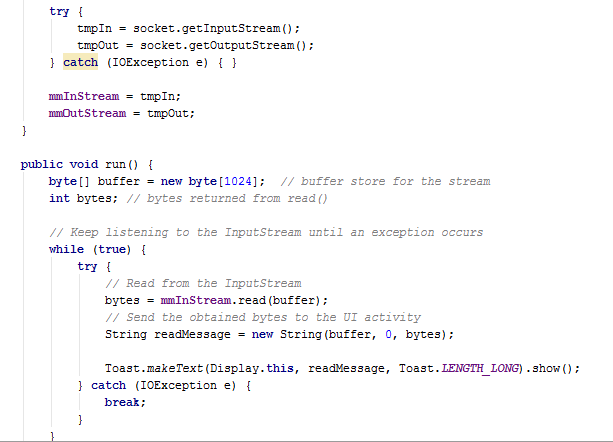 try {
tmpIn = socket.getInputStream();
tmpOut = socket.getOutputStream();
} catch (IOException e) { }
mmInStream = tmpIn;
mmOutStream = tmpOut;
}
public void run() {
byte[] buffer = new byte[1024];  // buffer store for the stream
int bytes; // bytes returned from read()
// Keep listening to the InputStream until an exception occurs
while (true) {
try {
// Read from the InputStream
bytes = mmInStream.read(buffer);
// Send the obtained bytes to the UI activity
String readMessage = new String(buffer, 0, bytes);
Toast.makeText(Display.this, readMessage, Toast.LENGTH_LONG).show();
} catch (IOException e) {
break;
}
}